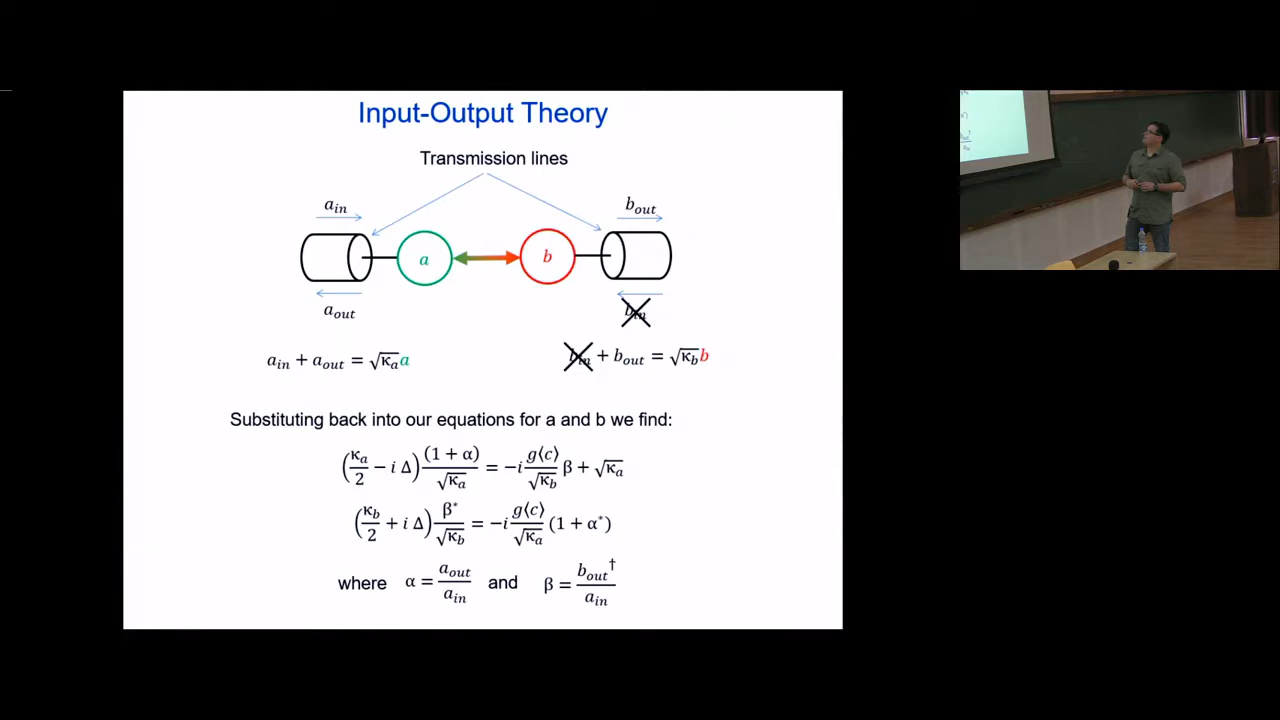 Input-Output Theory
Transmission lines
a_in
b_out
a
b
a_out
b_in
a_in + a_out = √κ_a a
b_in + b_out = √κ_b b
Substituting back into our equations for a and b we find:
(κ_a/2 − i Δ) (1 + α)/√κ_a = −i g⟨c⟩/√κ_b β + √κ_a
(κ_b/2 + i Δ) β*/√κ_b = −i g⟨c⟩/√κ_a (1 + α*)
where α = a_out/a_in and β = b_out†/a_in